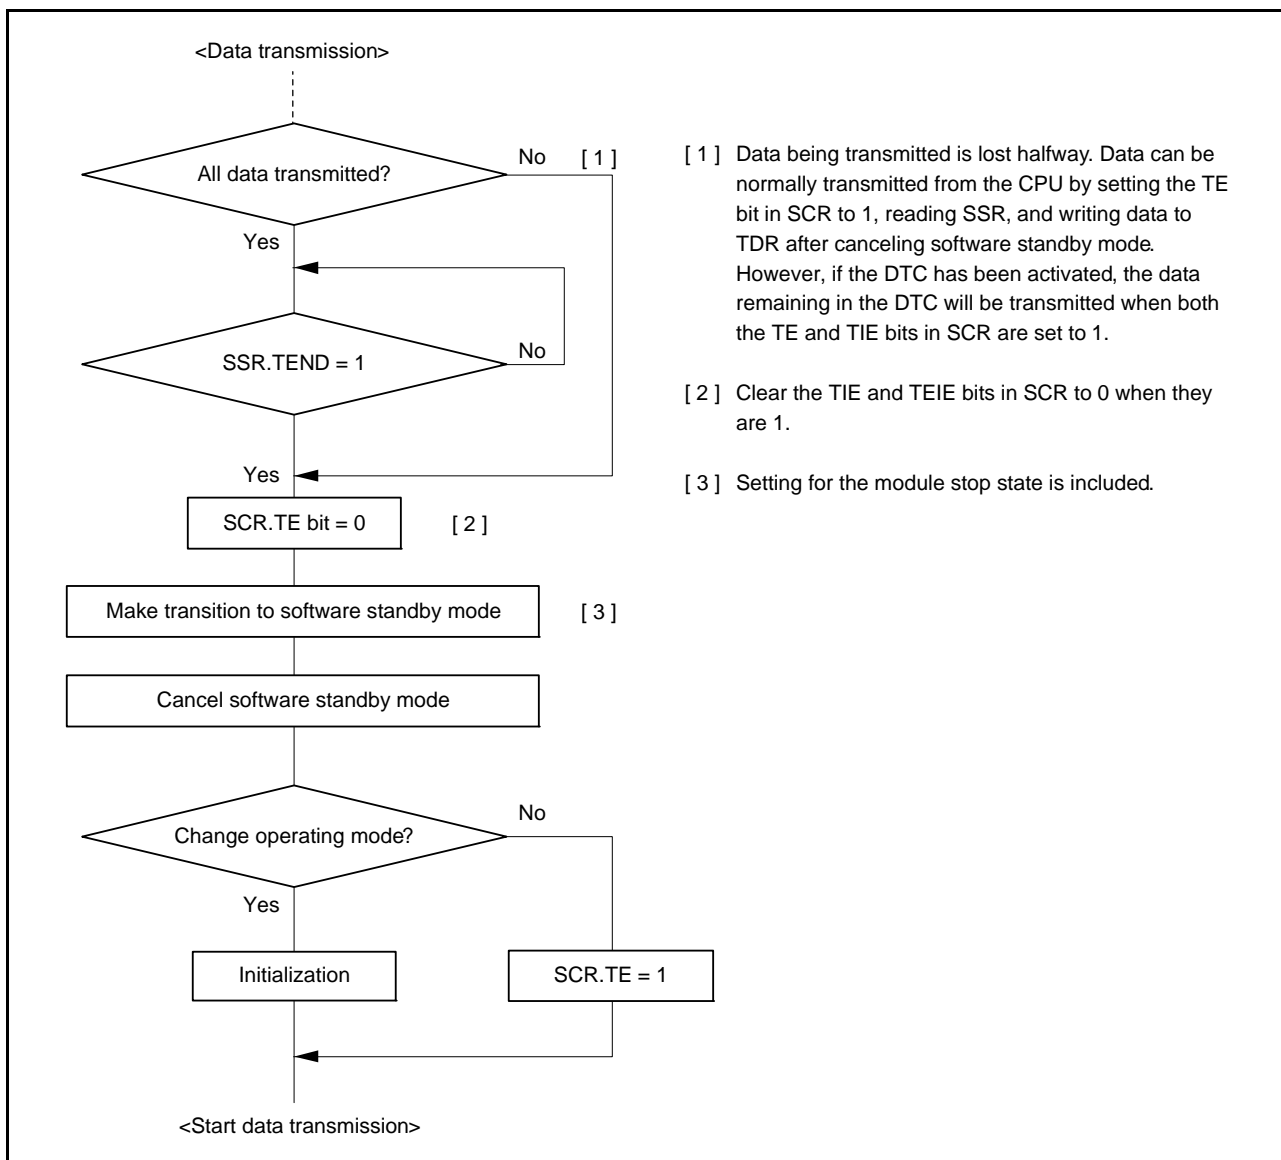 <Data transmission>
All data transmitted?
No [ 1 ]
Yes
SSR.TEND = 1
No
Yes
SCR.TE bit = 0
[ 2 ]
Make transition to software standby mode
[ 3 ]
Cancel software standby mode
Change operating mode?
No
Yes
Initialization
SCR.TE = 1
<Start data transmission>
[ 1 ] Data being transmitted is lost halfway. Data can be
normally transmitted from the CPU by setting the TE
bit in SCR to 1, reading SSR, and writing data to
TDR after canceling software standby mode.
However, if the DTC has been activated, the data
remaining in the DTC will be transmitted when both
the TE and TIE bits in SCR are set to 1.
[ 2 ] Clear the TIE and TEIE bits in SCR to 0 when they
are 1.
[ 3 ] Setting for the module stop state is included.